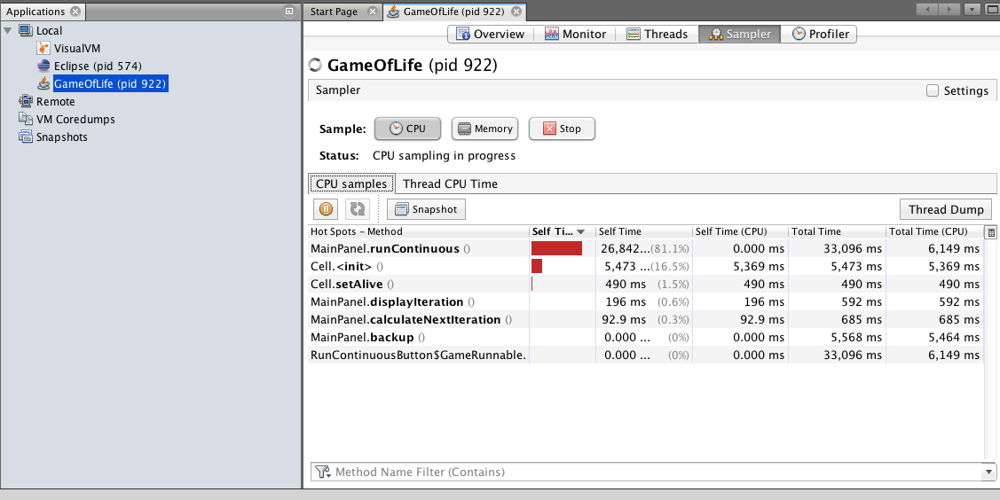 Applications
Local
VisualVM
Eclipse (pid 574)
GameOfLife (pid 922)
Remote
VM Coredumps
Snapshots
Start Page GameOfLife (pid 922)
Overview Monitor Threads Sampler Profiler
GameOfLife (pid 922)
Sampler Settings
Sample: CPU Memory Stop
Status: CPU sampling in progress
CPU samples Thread CPU Time
Snapshot Thread Dump
Hot Spots – Method Self Ti... Self Time Self Time (CPU) Total Time Total Time (CPU)
MainPanel.runContinuous () 26,842...(81.1%) 0.000 ms 33,096 ms 6,149 ms
Cell.<init> () 5,473 ...(16.5%) 5,369 ms 5,473 ms 5,369 ms
Cell.setAlive () 490 ms (1.5%) 490 ms 490 ms 490 ms
MainPanel.displayIteration () 196 ms (0.6%) 196 ms 592 ms 592 ms
MainPanel.calculateNextIteration () 92.9 ms (0.3%) 92.9 ms 685 ms 685 ms
MainPanel.backup () 0.000 ... (0%) 0.000 ms 5,568 ms 5,464 ms
RunContinuousButton$GameRunnable. 0.000 ... (0%) 0.000 ms 33,096 ms 6,149 ms
Method Name Filter (Contains)